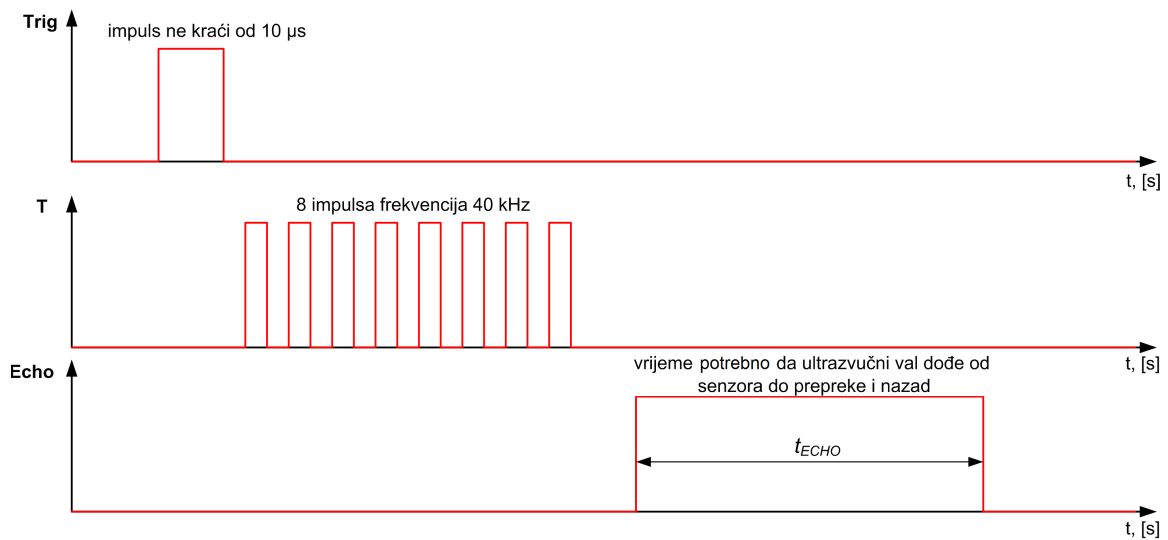 Trig
impuls ne kraći od 10 µs
t, [s]
T
8 impulsa frekvencija 40 kHz
t, [s]
Echo
vrijeme potrebno da ultrazvučni val dođe od
senzora do prepreke i nazad
tECHO
t, [s]